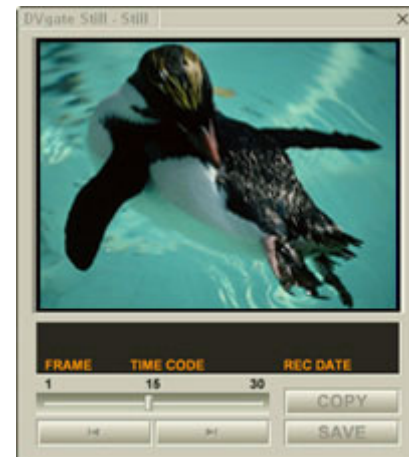 DVgate Still - Still
FRAME TIME CODE REC DATE
1 15 30
COPY
SAVE